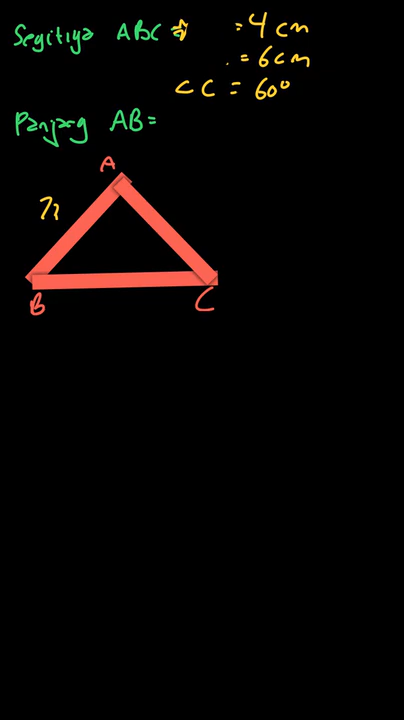 Segitiga ABC
= 4 cm
= 6 cm
∠C = 60°
Panjang AB=
A
B
C